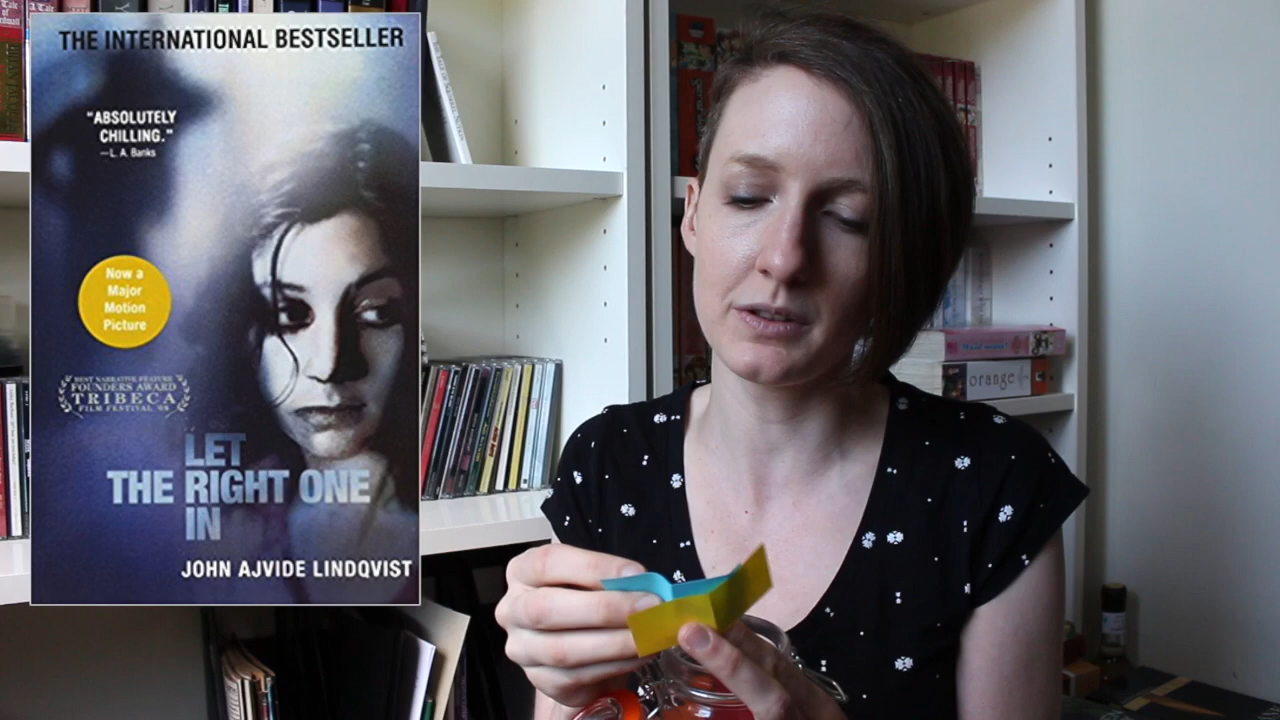 THE INTERNATIONAL BESTSELLER
"ABSOLUTELY
CHILLING."
—L. A. Banks
Now a
Major
Motion
Picture
BEST NARRATIVE FEATURE
FOUNDERS AWARD
TRIBECA
FILM FESTIVAL '08
LET
THE RIGHT ONE
IN
JOHN AJVIDE LINDQVIST
orange